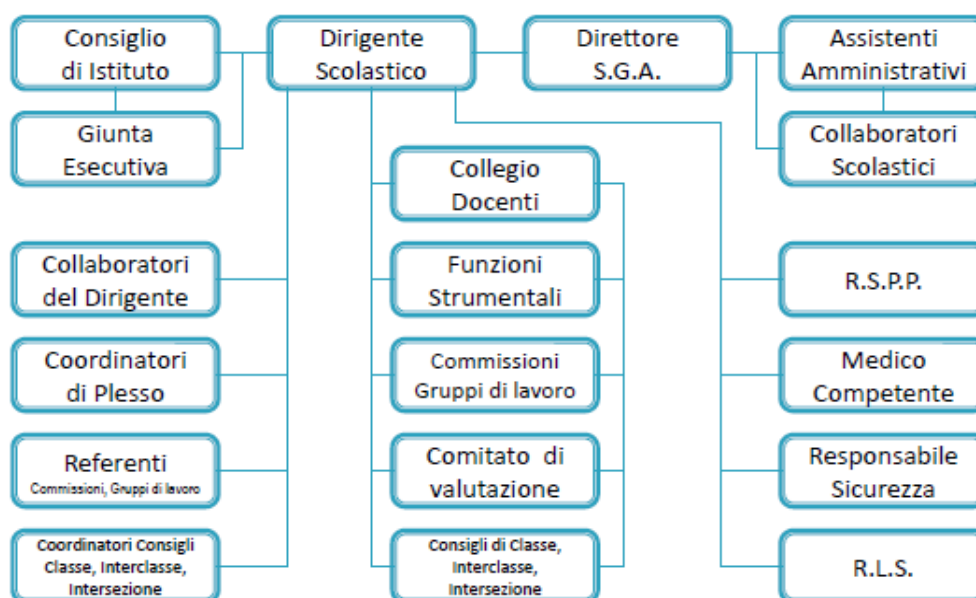 Consiglio
di Istituto
Dirigente
Scolastico
Direttore
S.G.A.
Assistenti
Amministrativi
Giunta
Esecutiva
Collaboratori
Scolastici
Collegio
Docenti
Collaboratori
del Dirigente
Funzioni
Strumentali
R.S.P.P.
Coordinatori
di Plesso
Commissioni
Gruppi di lavoro
Medico
Competente
Referenti
Commissioni, Gruppi di lavoro
Comitato di
valutazione
Responsabile
Sicurezza
Coordinatori Consigli
Classe, Interclasse,
Intersezione
Consigli di Classe,
Interclasse,
Intersezione
R.L.S.